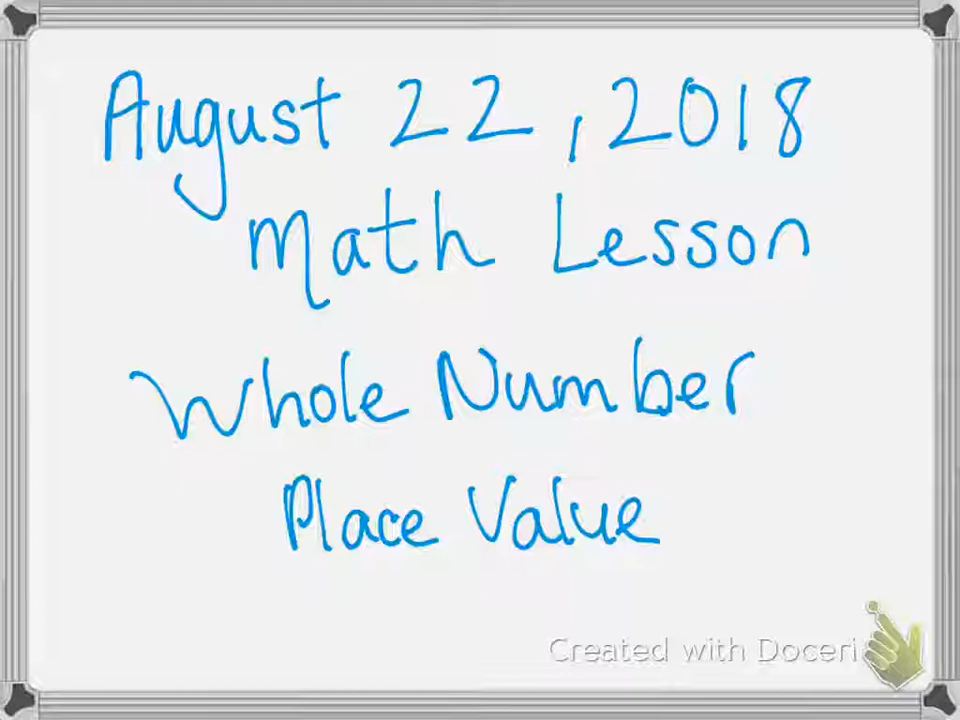 August 22, 2018
Math Lesson
Whole Number
Place Value
Created with Doceri